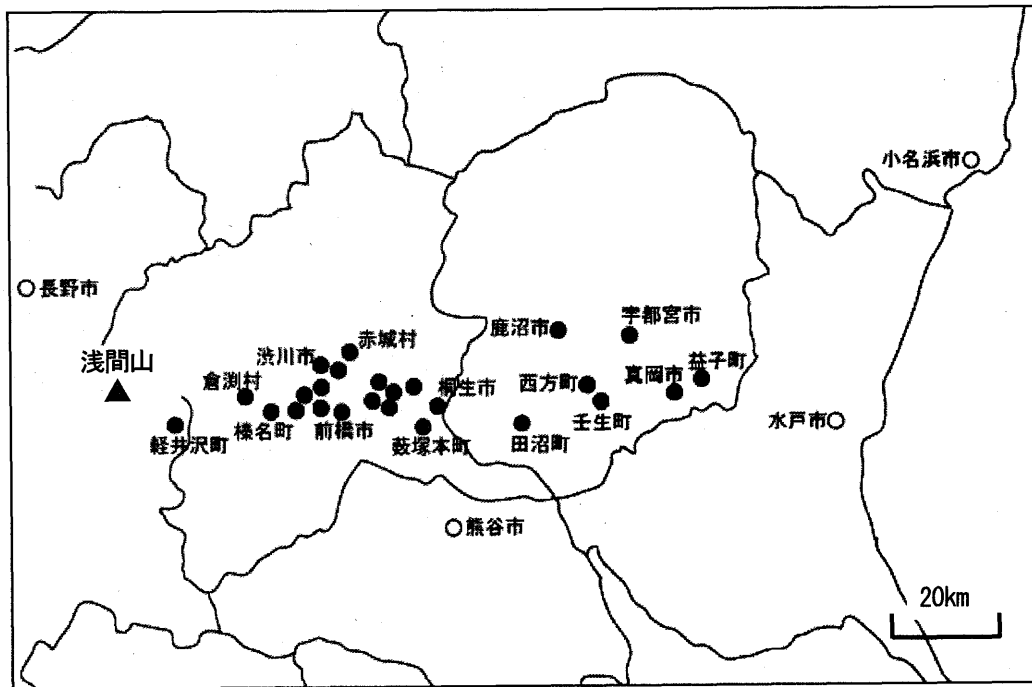 小名浜市
長野市
赤城村
宇都宮市
鹿沼市
渋川市
浅間山
益子町
倉渕村
西方町
真岡市
桐生市
水戸市
軽井沢町
榛名町
前橋市
薮塚本町
田沼町
壬生町
熊谷市
20km